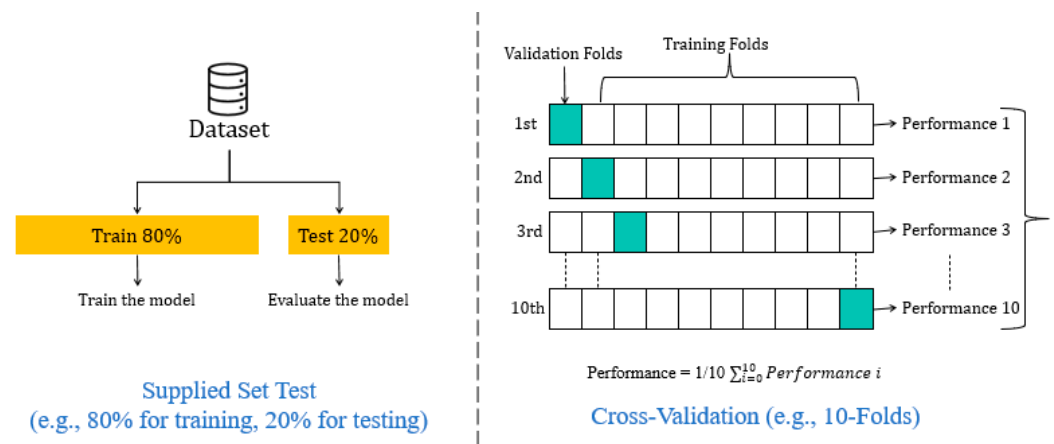 Dataset
Train 80%
Test 20%
Train the model
Evaluate the model
Supplied Set Test
(e.g., 80% for training, 20% for testing)
Validation Folds
Training Folds
1st
Performance 1
2nd
Performance 2
3rd
Performance 3
10th
Performance 10
Performance = 1/10 ∑_{i=0}^{10} Performance i
Cross-Validation (e.g., 10-Folds)